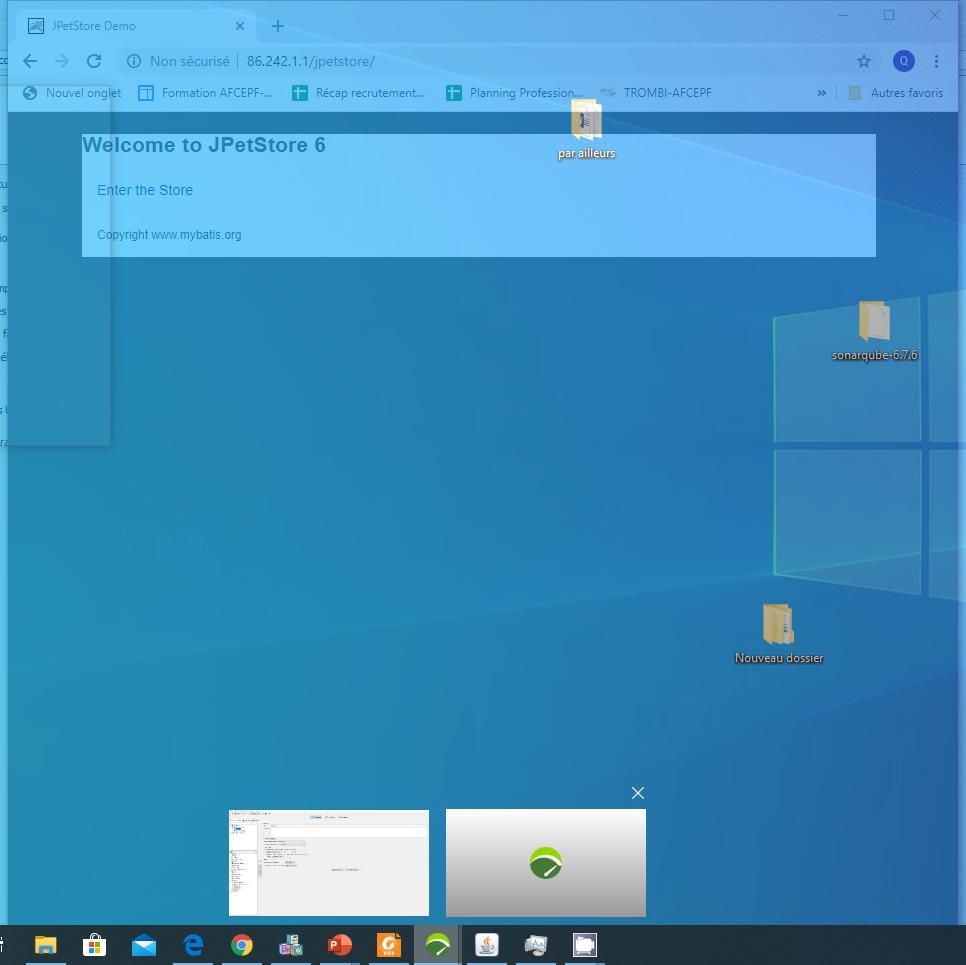 JPetStore Demo
Non sécurisé
86.242.1.1/jpetstore/
Q
Nouvel onglet
Formation AFCEPF-...
Récap recrutement...
Planning Profession...
TROMBI-AFCEPF
»
Autres favoris
par ailleurs
Welcome to JPetStore 6
Enter the Store
Copyright www.mybatis.org
sonarqube-6.7.6
Nouveau dossier